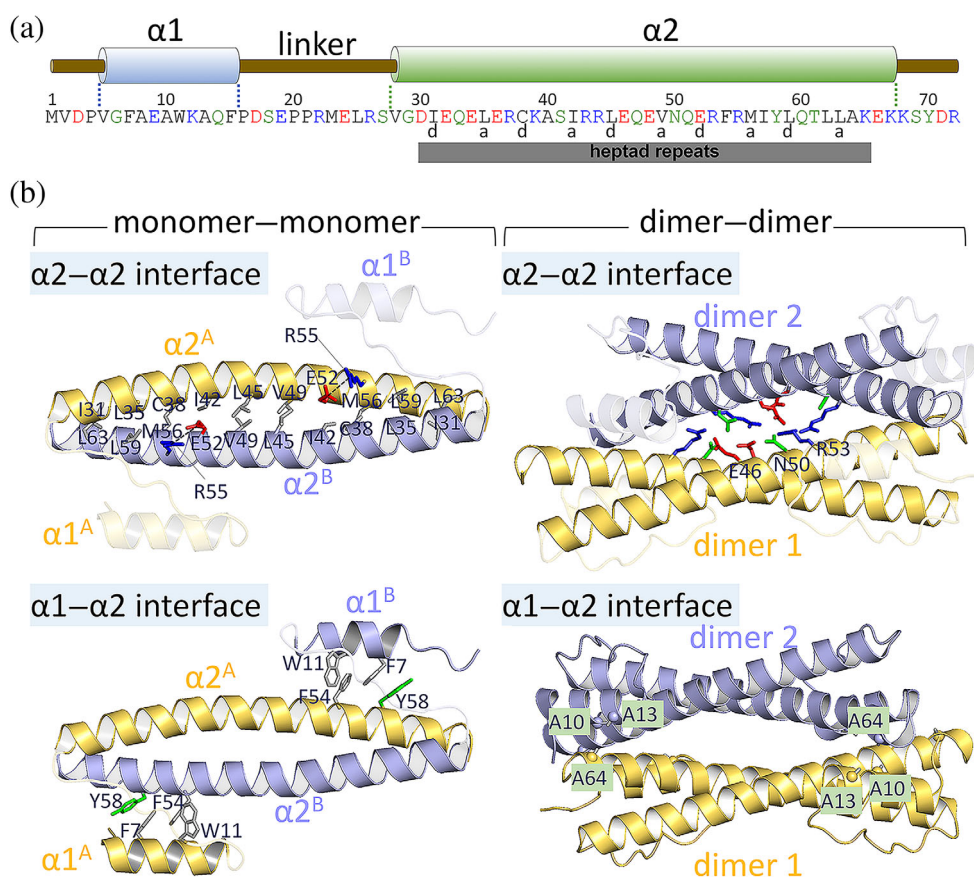 (a)
α1 linker α2
1 10 20 30 40 50 60 70
MVDPVGFAEAWKAQFPDSEPPRMELRSVGDIEQELERCKASIRRLEQEVNQERFRMIYLQTLLAKEKKSYDR
d a d a d a d a d a
heptad repeats
(b)
monomer–monomer
α2–α2 interface
α1ᴮ
R55
α2ᴬ
I31 L35 C38 I42 L45 V49 E52 M56 L59 L63
L63 L59 M56 E52 V49 L45 I42 C38 L35 I31
R55
α2ᴮ
α1ᴬ
α1–α2 interface
α1ᴮ
W11 F7
α2ᴬ
F54 Y58
Y58 F54
F7 W11
α2ᴮ
α1ᴬ
dimer–dimer
α2–α2 interface
dimer 2
R53
E46 N50
dimer 1
α1–α2 interface
dimer 2
A10 A13 A64
A64 A13 A10
dimer 1